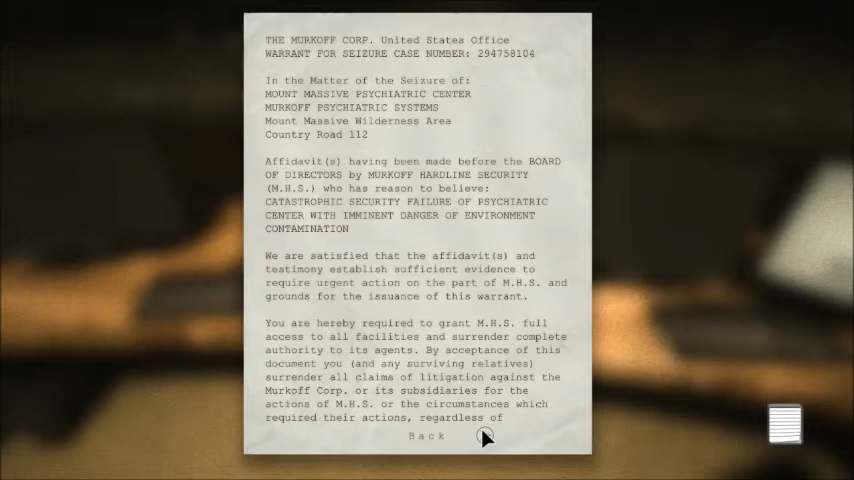 THE MURKOFF CORP. United States Office
WARRANT FOR SEIZURE CASE NUMBER: 294758104
In the Matter of the Seizure of:
MOUNT MASSIVE PSYCHIATRIC CENTER
MURKOFF PSYCHIATRIC SYSTEMS
Mount Massive Wilderness Area
Country Road 112
Affidavit(s) having been made before the BOARD
OF DIRECTORS by MURKOFF HARDLINE SECURITY
(M.H.S.) who has reason to believe:
CATASTROPHIC SECURITY FAILURE OF PSYCHIATRIC
CENTER WITH IMMINENT DANGER OF ENVIRONMENT
CONTAMINATION
We are satisfied that the affidavit(s) and
testimony establish sufficient evidence to
require urgent action on the part of M.H.S. and
grounds for the issuance of this warrant.
You are hereby required to grant M.H.S. full
access to all facilities and surrender complete
authority to its agents. By acceptance of this
document you (and any surviving relatives)
surrender all claims of litigation against the
Murkoff Corp. or its subsidiaries for the
actions of M.H.S. or the circumstances which
required their actions, regardless of
Back